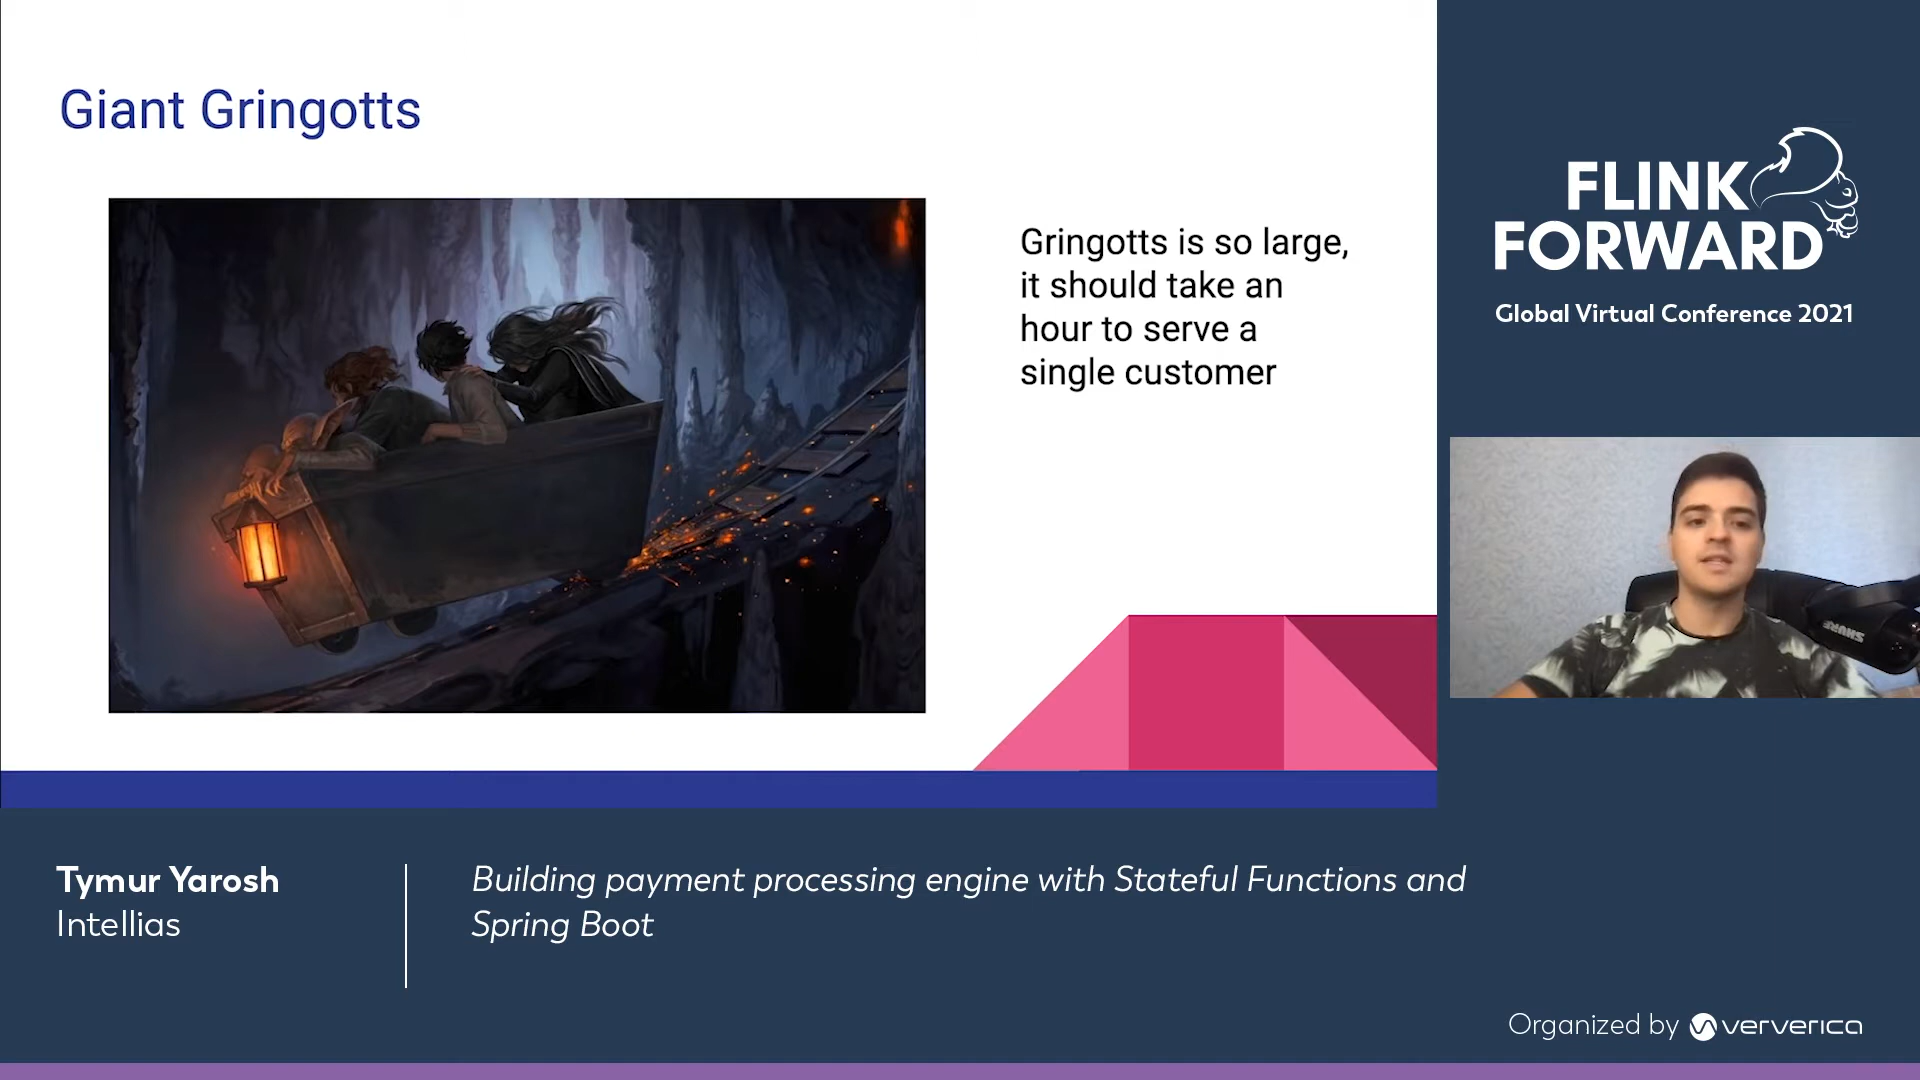 Giant Gringotts
Gringotts is so large,
it should take an
hour to serve a
single customer
FLINK
FORWARD
Global Virtual Conference 2021
SHURE
Tymur Yarosh
Intellias
Building payment processing engine with Stateful Functions and
Spring Boot
Organized by ververica